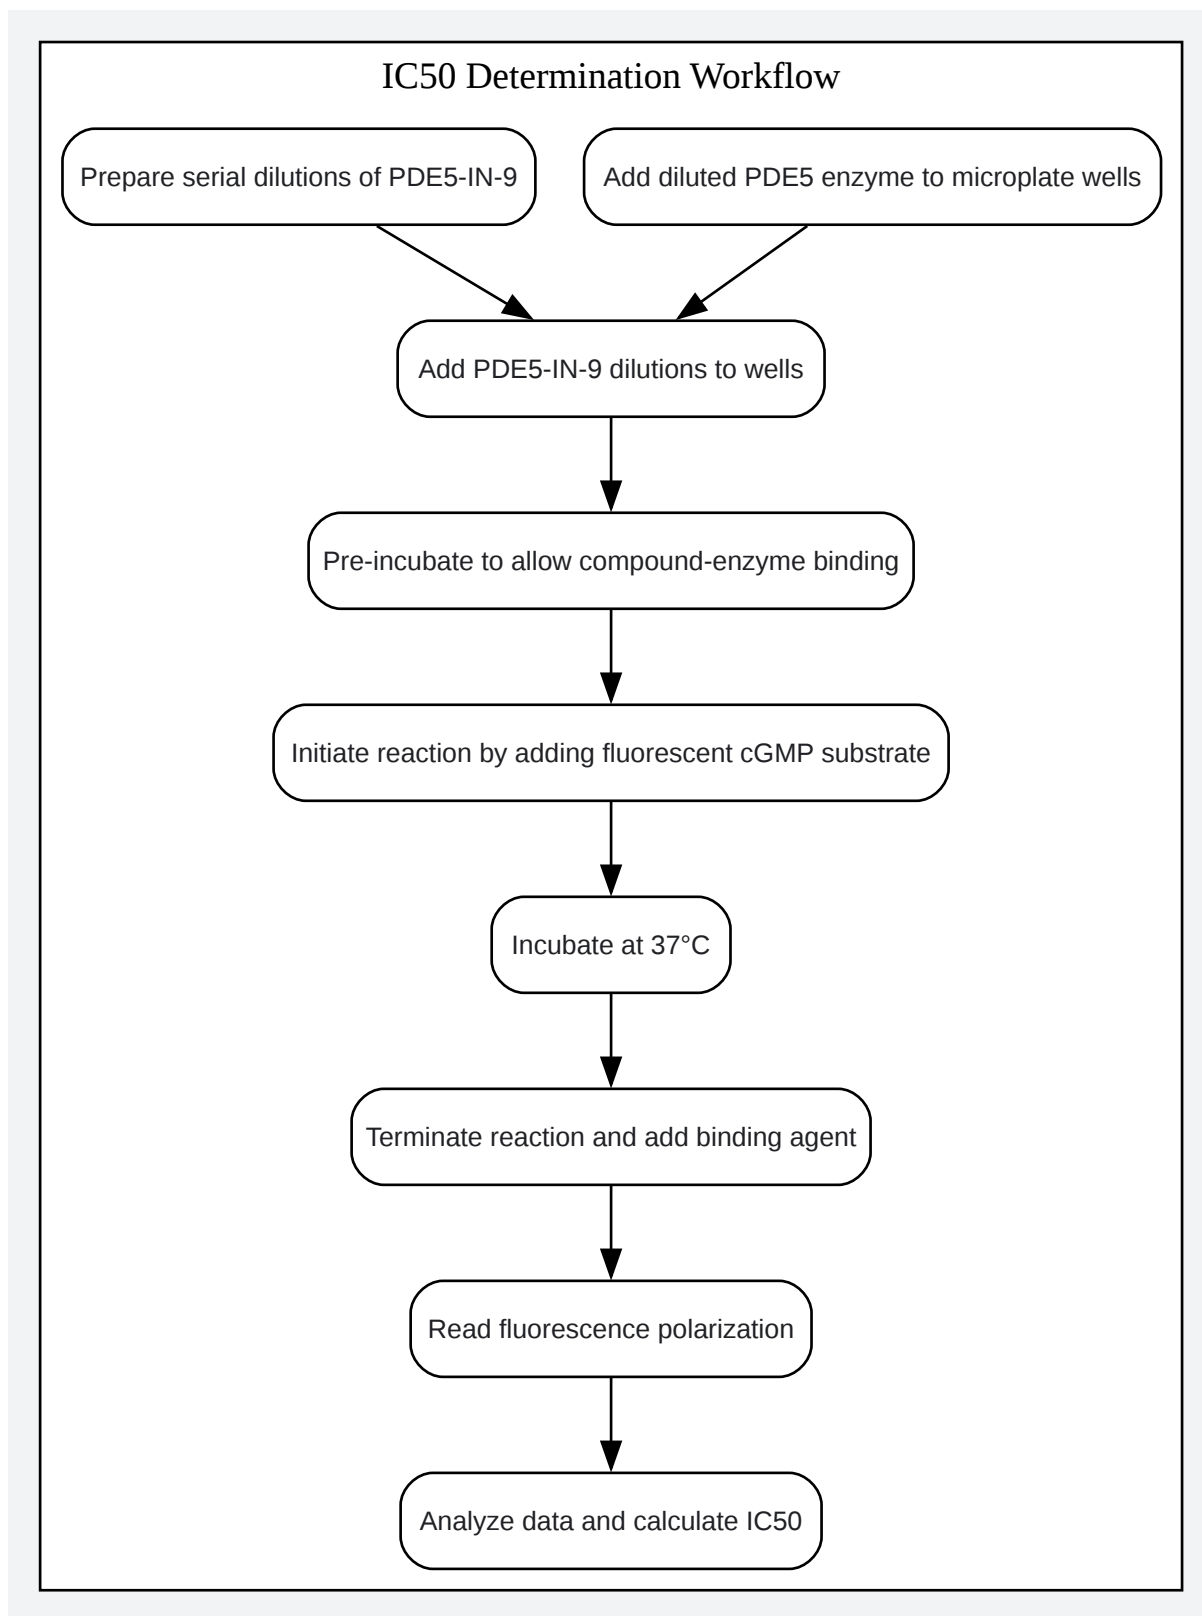 IC50 Determination Workflow
Prepare serial dilutions of PDE5-IN-9
Add diluted PDE5 enzyme to microplate wells
Add PDE5-IN-9 dilutions to wells
Pre-incubate to allow compound-enzyme binding
Initiate reaction by adding fluorescent cGMP substrate
Incubate at 37°C
Terminate reaction and add binding agent
Read fluorescence polarization
Analyze data and calculate IC50